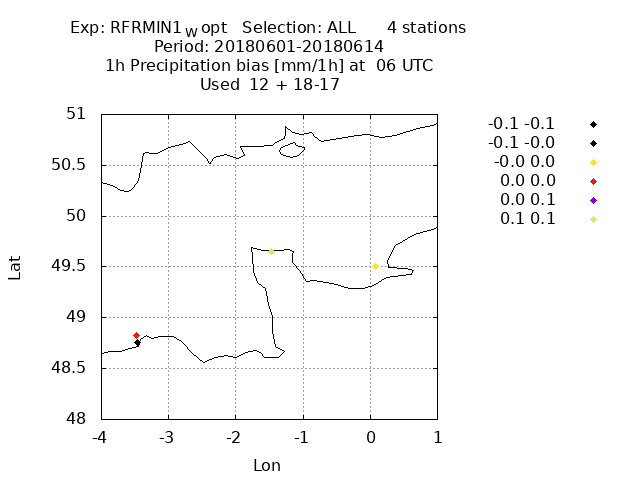 Exp: RFRMIN1wopt Selection: ALL 4 stations
Period: 20180601-20180614
1h Precipitation bias [mm/1h] at 06 UTC
Used 12 + 18-17
51
50.5
50
49.5
49
48.5
48
-4 -3 -2 -1 0 1
Lat
Lon
-0.1 -0.1
-0.1 -0.0
-0.0 0.0
0.0 0.0
0.0 0.1
0.1 0.1